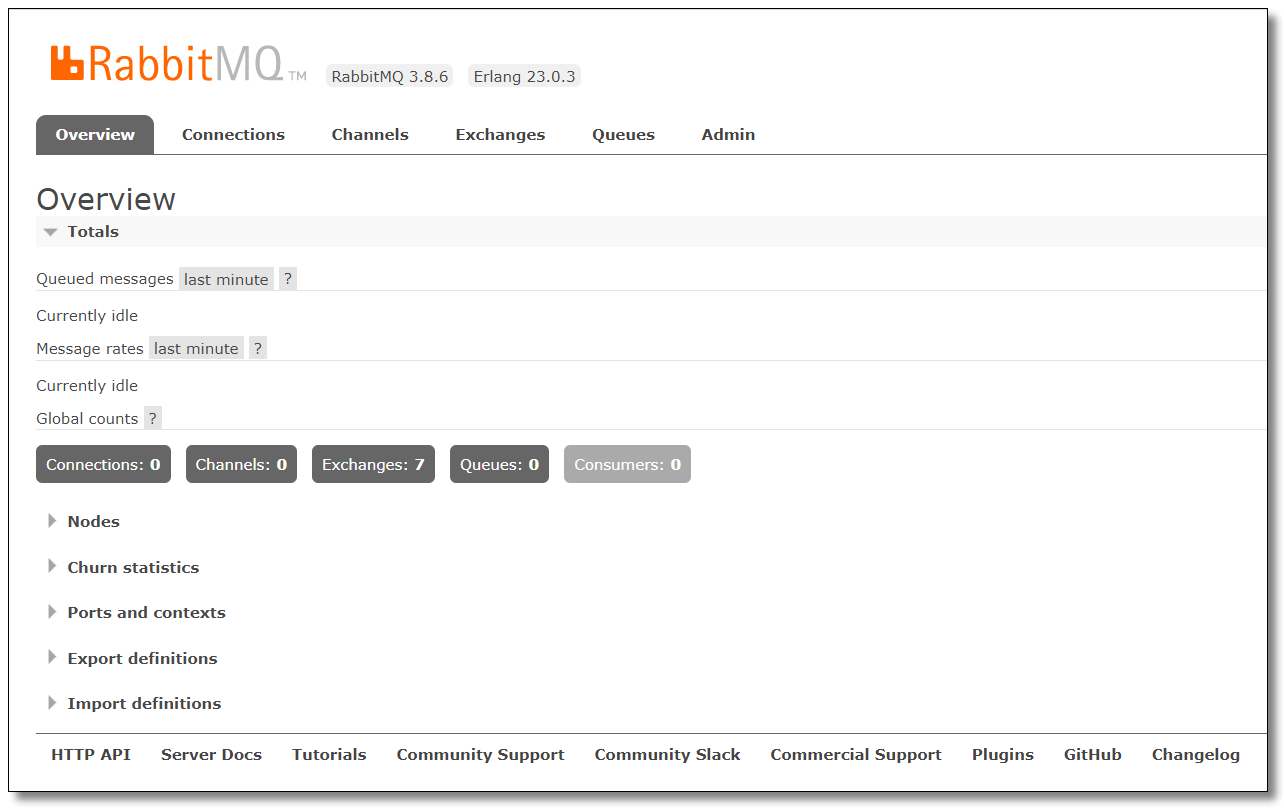 RabbitMQ TM RabbitMQ 3.8.6 Erlang 23.0.3
Overview Connections Channels Exchanges Queues Admin
Overview
Totals
Queued messages last minute ?
Currently idle
Message rates last minute ?
Currently idle
Global counts ?
Connections: 0 Channels: 0 Exchanges: 7 Queues: 0 Consumers: 0
Nodes
Churn statistics
Ports and contexts
Export definitions
Import definitions
HTTP API Server Docs Tutorials Community Support Community Slack Commercial Support Plugins GitHub Changelog